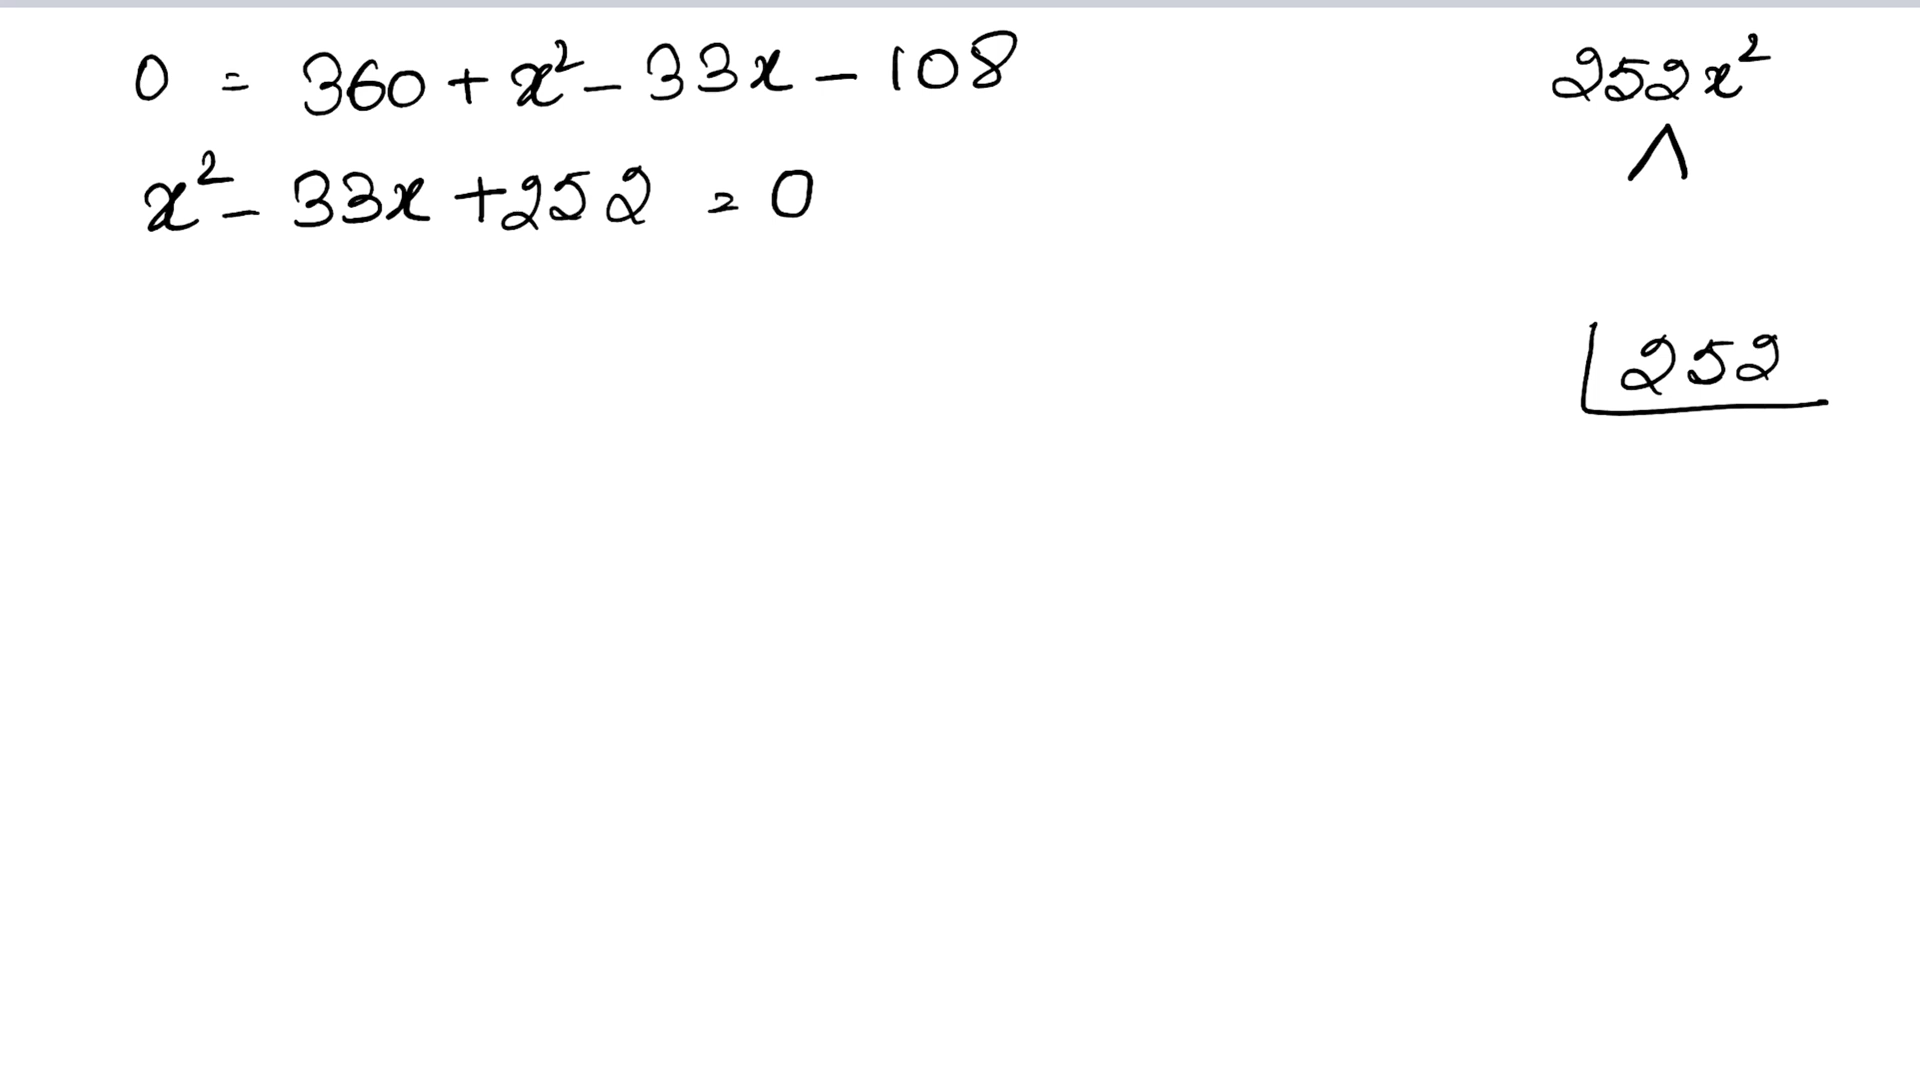 0 = 360 + x² - 33x - 108
x² - 33x + 252 = 0
252x²
252